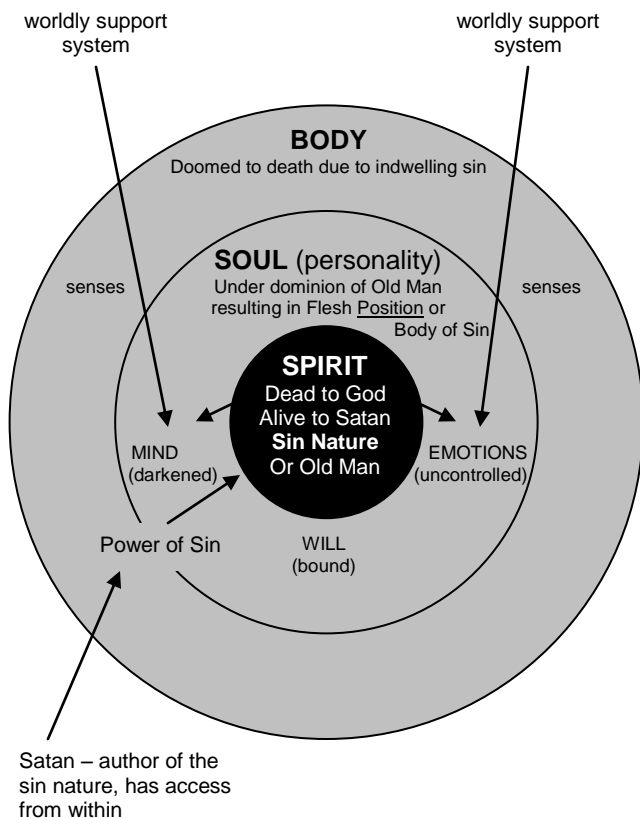 worldly support
system
worldly support
system
BODY
Doomed to death due to indwelling sin
senses
senses
SOUL (personality)
Under dominion of Old Man
resulting in Flesh Position or
Body of Sin
SPIRIT
Dead to God
Alive to Satan
Sin Nature
Or Old Man
MIND
(darkened)
EMOTIONS
(uncontrolled)
Power of Sin
WILL
(bound)
Satan – author of the
sin nature, has access
from within